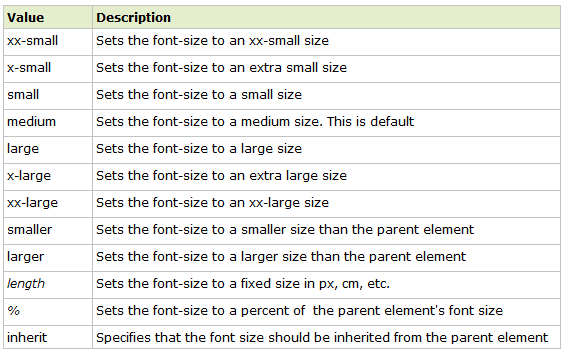 Value Description
xx-small Sets the font-size to an xx-small size
x-small Sets the font-size to an extra small size
small Sets the font-size to a small size
medium Sets the font-size to a medium size. This is default
large Sets the font-size to a large size
x-large Sets the font-size to an extra large size
xx-large Sets the font-size to an xx-large size
smaller Sets the font-size to a smaller size than the parent element
larger Sets the font-size to a larger size than the parent element
length Sets the font-size to a fixed size in px, cm, etc.
% Sets the font-size to a percent of  the parent element's font size
inherit Specifies that the font size should be inherited from the parent element